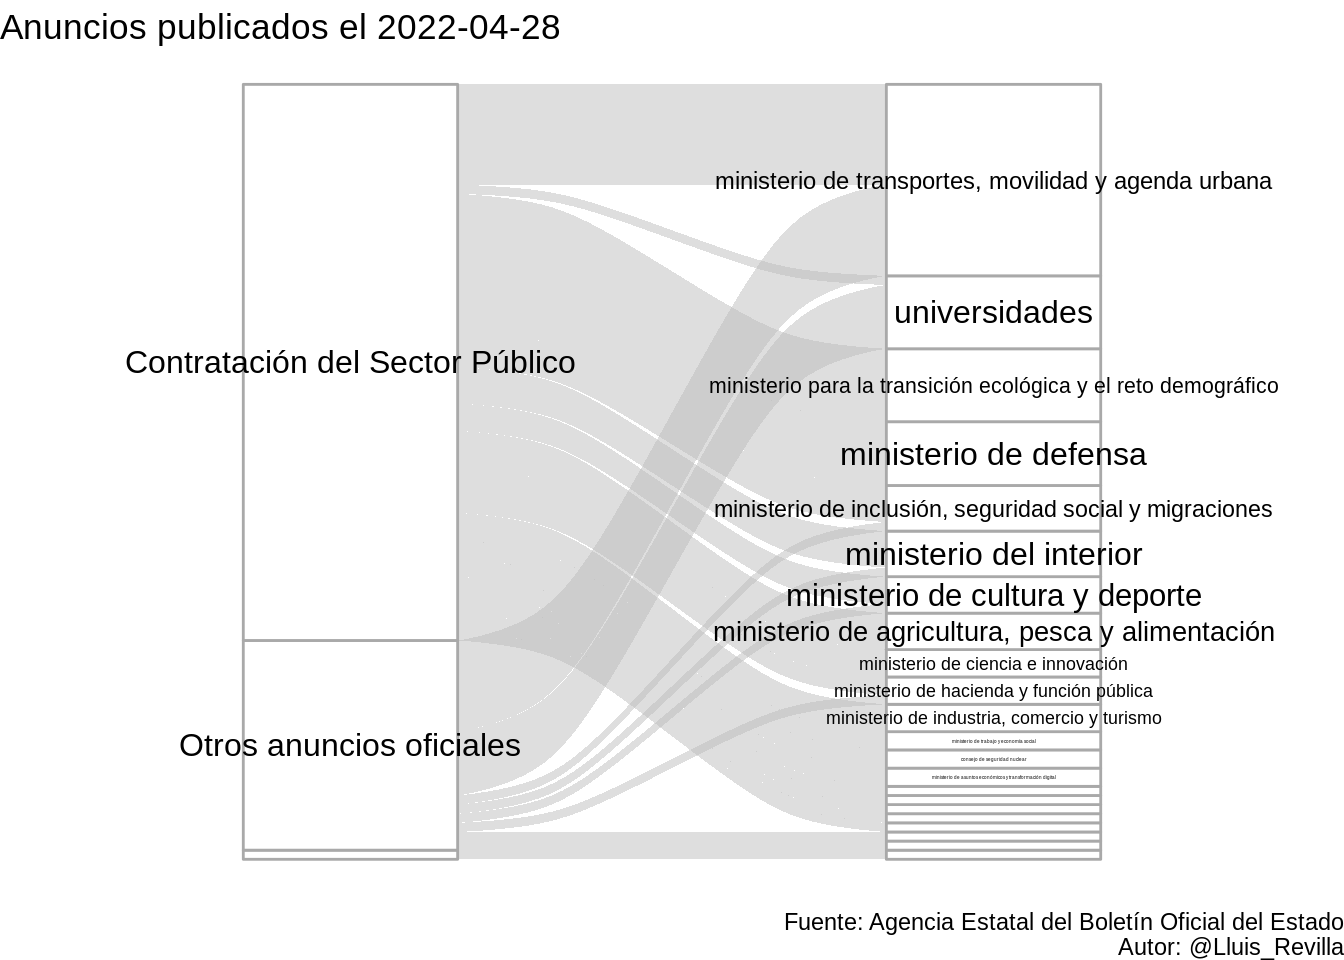 Anuncios publicados el 2022-04-28
ministerio de transportes, movilidad y agenda urbana
universidades
Contratación del Sector Público
ministerio para la transición ecológica y el reto demográfico
ministerio de defensa
ministerio de inclusión, seguridad social y migraciones
ministerio del interior
ministerio de cultura y deporte
ministerio de agricultura, pesca y alimentación
ministerio de ciencia e innovación
ministerio de hacienda y función pública
ministerio de industria, comercio y turismo
Otros anuncios oficiales
ministerio de trabajo y economía social
consejo de seguridad nuclear
ministerio de asuntos económicos y transformación digital
Fuente: Agencia Estatal del Boletín Oficial del Estado
Autor: @Lluis_Revilla